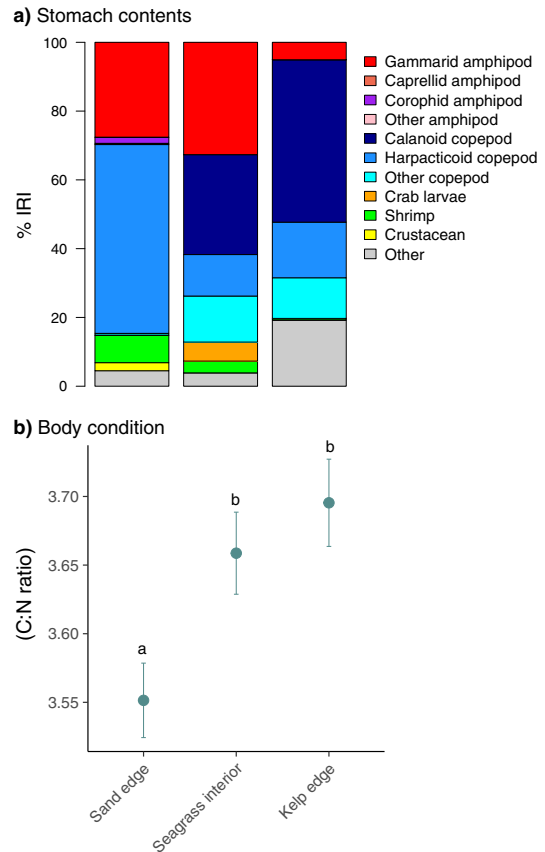 a) Stomach contents
100
80
60
40
20
0
% IRI
Gammarid amphipod
Caprellid amphipod
Corophid amphipod
Other amphipod
Calanoid copepod
Harpacticoid copepod
Other copepod
Crab larvae
Shrimp
Crustacean
Other
b) Body condition
3.70
3.65
3.60
3.55
(C:N ratio)
a
b
b
Sand edge
Seagrass interior
Kelp edge